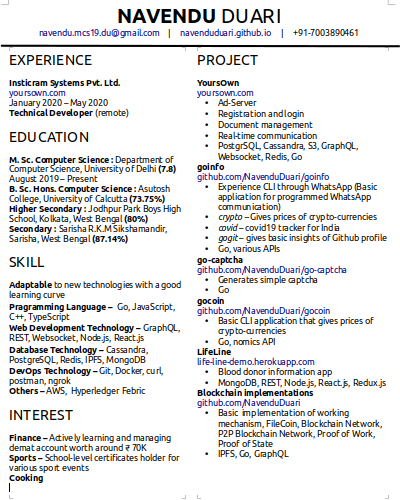 NAVENDU DUARI
navendu.mcs19.du@gmail.com | navenduduari.github.io | +91-7003890461
EXPERIENCE
Insticram Systems Pvt. Ltd.
yoursown.com
January 2020 – May 2020
Technical Developer (remote)
EDUCATION
M. Sc. Computer Science : Department of
Computer Science, University of Delhi (7.8)
August 2019 – Present
B. Sc. Hons. Computer Science : Asutosh
College, University of Calcutta (73.75%)
Higher Secondary : Jodhpur Park Boys High
School, Kolkata, West Bengal (80%)
Secondary : Sarisha R.K.M Sikshamandir,
Sarisha, West Bengal (87.14%)
SKILL
Adaptable to new technologies with a good
learning curve
Programming Language – Go, JavaScript,
C++, TypeScript
Web Development Technology – GraphQL,
REST, Websocket, Node.js, React.js
Database Technology – Cassandra,
PostgreSQL, Redis, IPFS, MongoDB
DevOps Technology – Git, Docker, curl,
postman, ngrok
Others – AWS, Hyperledger Febric
INTEREST
Finance – Actively learning and managing
demat account worth around ₹ 70K
Sports – School-level certificates holder for
various sport events
Cooking
PROJECT
YoursOwn
yoursown.com
• Ad-Server
• Registration and login
• Document management
• Real-time communication
• PostgrSQL, Cassandra, S3, GraphQL,
Websocket, Redis, Go
goinfo
github.com/NavenduDuari/goinfo
• Experience CLI through WhatsApp (Basic
application for programmed WhatsApp
communication)
• crypto – Gives prices of crypto-currencies
• covid – covid19 tracker for India
• gogit – gives basic insights of Github profile
• Go, various APIs
go-captcha
github.com/NavenduDuari/go-captcha
• Generates simple captcha
• Go
gocoin
github.com/NavenduDuari/gocoin
• Basic CLI application that gives prices of
crypto-currencies
• Go, nomics API
LifeLine
life-line-demo.herokuapp.com
• Blood donor information app
• MongoDB, REST, Node.js, React.js, Redux.js
Blockchain implementations
github.com/NavenduDuari
• Basic implementation of working
mechanism, FileCoin, Blockchain Network,
P2P Blockchain Network, Proof of Work,
Proof of State
• IPFS, Go, GraphQL